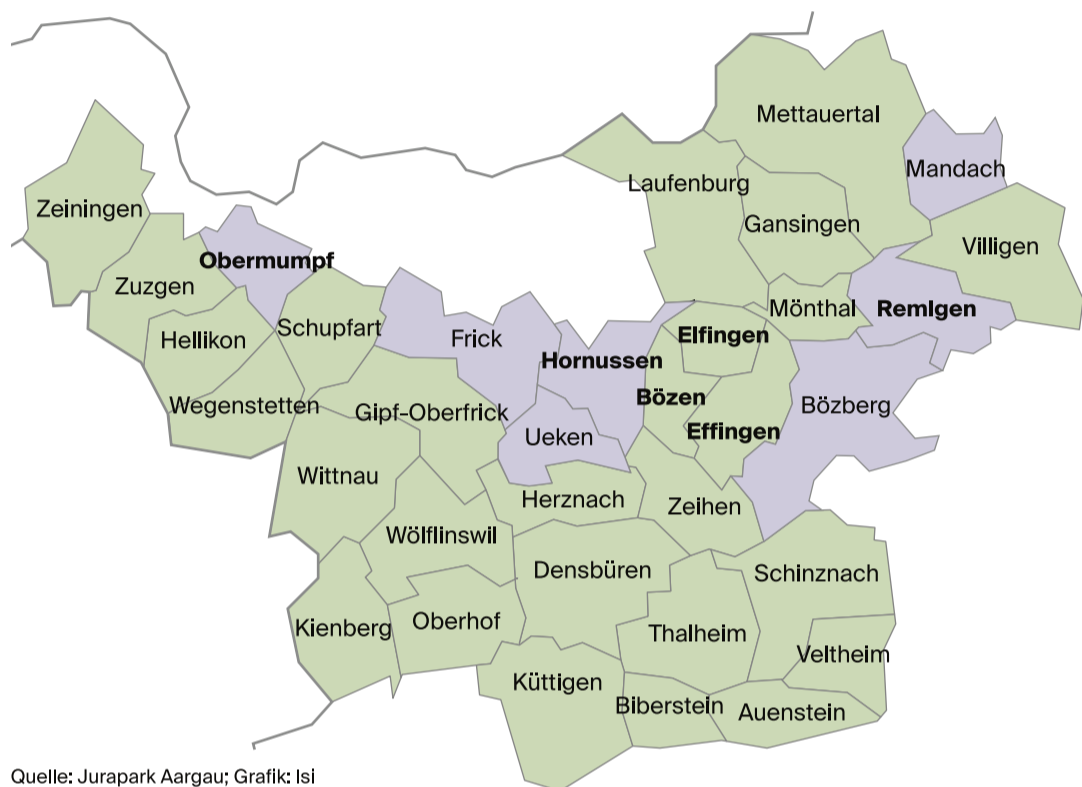 Mettauertal
Mandach
Laufenburg
Zeiningen
Gansingen
Villigen
Obermumpf
Zuzgen
Mönthal
Remlgen
Schupfart
Elfingen
Hellikon
Frick
Hornussen
Bözen
Wegenstetten
Bözberg
Gipf-Oberfrick
Effingen
Ueken
Wittnau
Herznach
Zeihen
Wölflinswil
Densbüren
Schinznach
Oberhof
Kienberg
Thalheim
Veltheim
Küttigen
Biberstein
Auenstein
Quelle: Jurapark Aargau; Grafik: lsi